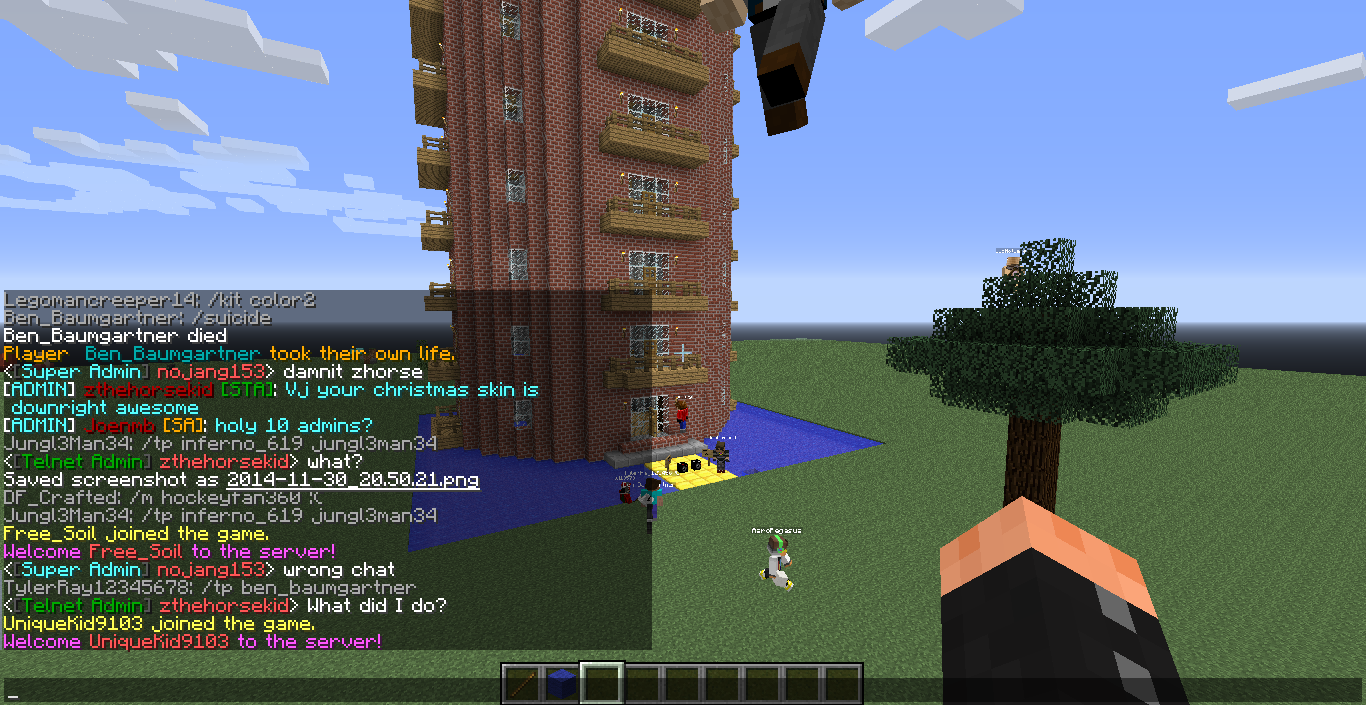 Legomancreeper14: /kit color2
Ben_Baumgartner: /suicide
Ben_Baumgartner died
Player Ben_Baumgartner took their own life.
<[Super Admin] nojang153> damnit zhorse
[ADMIN] zthehorsekid [STA]: Vj your christmas skin is
downright awesome
[ADMIN] Joenmb [SA]: holy 10 admins?
Jungl3Man34: /tp inferno_619 jungl3man34
<[Telnet Admin] zthehorsekid> what?
Saved screenshot as 2014-11-30_20.50.21.png
DF_Crafted: /m hockeyfan360 :(
Jungl3Man34: /tp inferno_619 jungl3man34
Free_Soil joined the game.
Welcome Free_Soil to the server!
<[Super Admin] nojang153> wrong chat
AeroPegasus
TylerRay12345678: /tp ben_baumgartner
<[Telnet Admin] zthehorsekid> What did I do?
UniqueKid9103 joined the game.
Welcome UniqueKid9103 to the server!
_